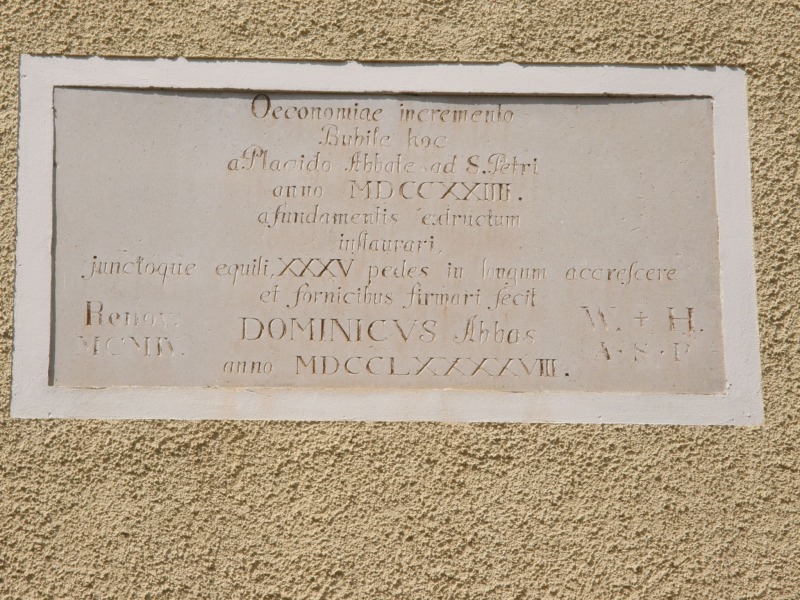 Oeconomiae incremento
Bubile hoc
a Placido Abbate ad S. Petri
anno MDCCXXIIII.
a fundamentis exstructum
instaurari,
junctoque equili, XXXV pedes in longum accrescere
et fornicibus firmari fecit
DOMINICVS Abbas
anno MDCCLXXXXVIII.
Renov.
W. + H.
A · S · P